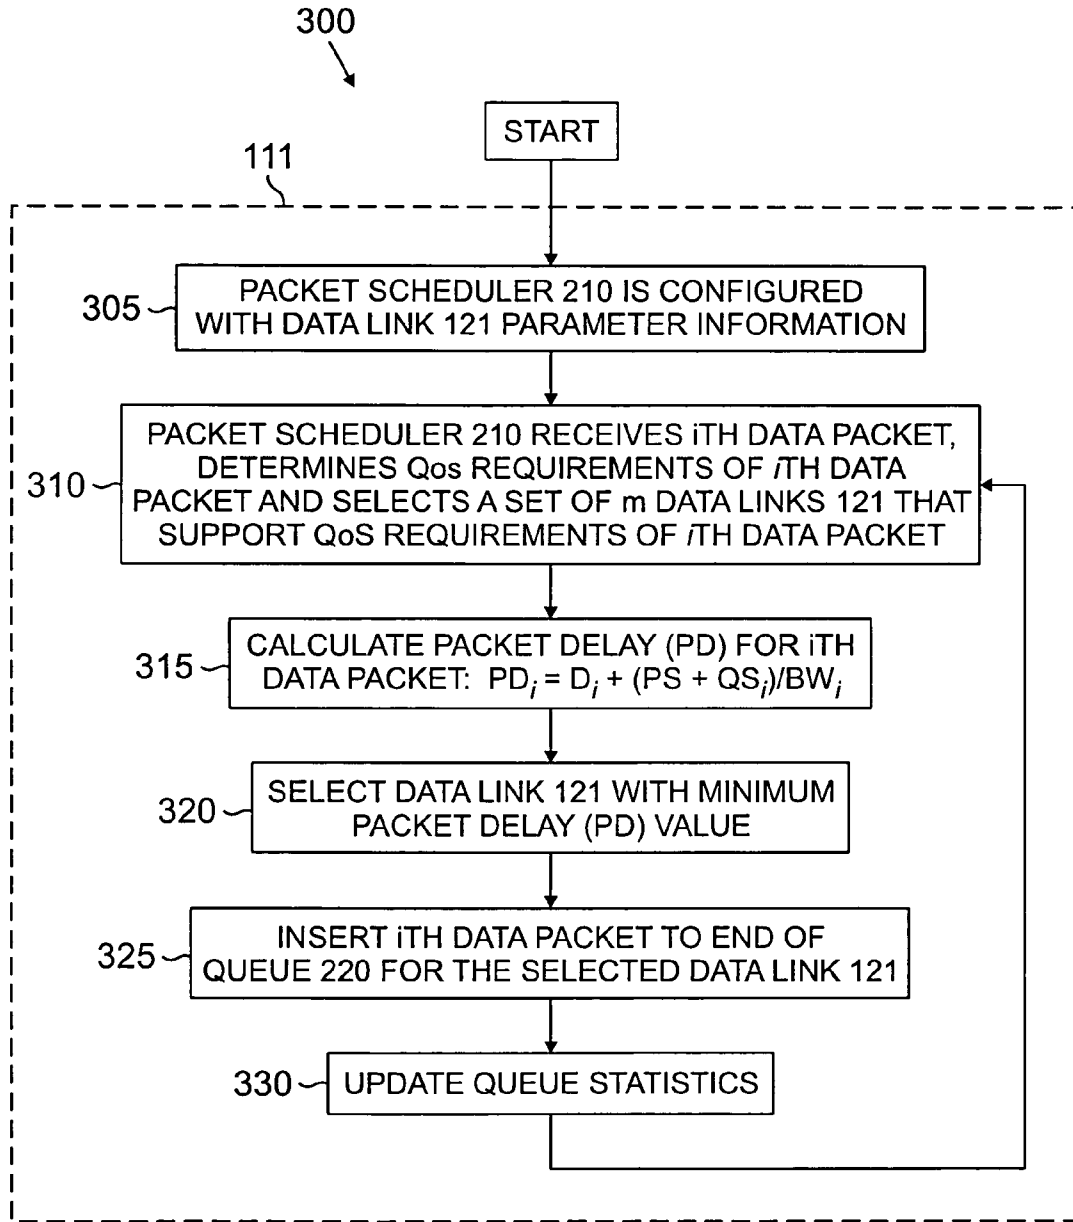 300
START
111
305
PACKET SCHEDULER 210 IS CONFIGURED
WITH DATA LINK 121 PARAMETER INFORMATION
310
PACKET SCHEDULER 210 RECEIVES iTH DATA PACKET,
DETERMINES Qos REQUIREMENTS OF iTH DATA
PACKET AND SELECTS A SET OF m DATA LINKS 121 THAT
SUPPORT QoS REQUIREMENTS OF iTH DATA PACKET
315
CALCULATE PACKET DELAY (PD) FOR iTH
DATA PACKET: PDi = Di + (PS + QSi)/BWi
320
SELECT DATA LINK 121 WITH MINIMUM
PACKET DELAY (PD) VALUE
325
INSERT iTH DATA PACKET TO END OF
QUEUE 220 FOR THE SELECTED DATA LINK 121
330
UPDATE QUEUE STATISTICS